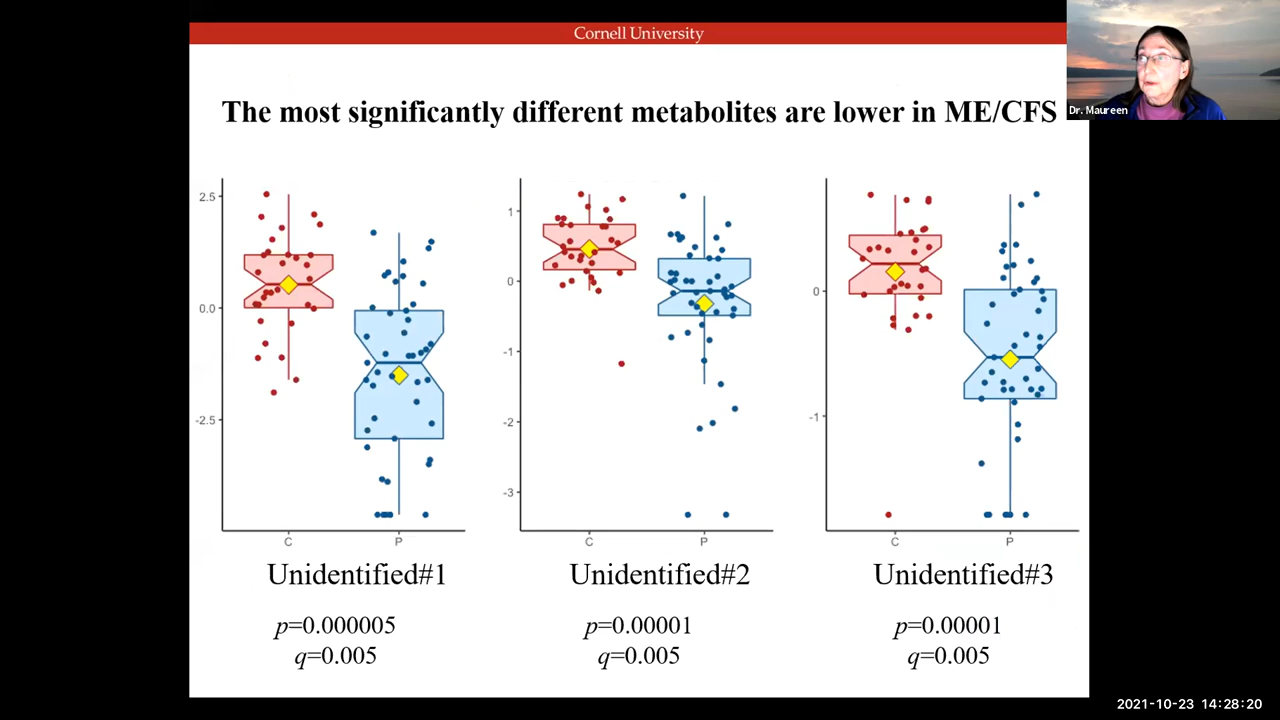 Cornell University
The most significantly different metabolites are lower in ME/CFS
Dr. Maureen
2.5
0.0
-2.5
C
P
1
0
-1
-2
-3
C
P
0
-1
C
P
Unidentified#1
Unidentified#2
Unidentified#3
p=0.000005
p=0.00001
p=0.00001
q=0.005
q=0.005
q=0.005
2021-10-23 14:28:20